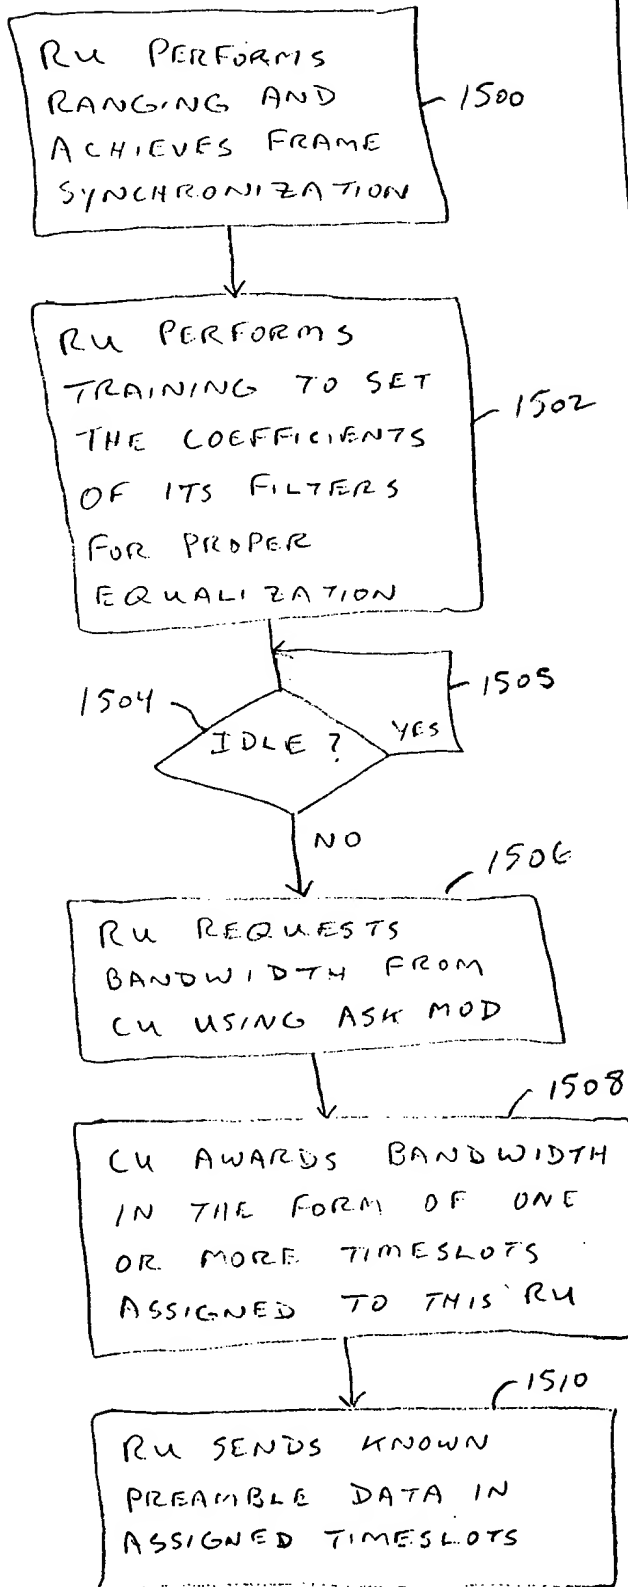 RU PERFORMS
RANGING AND
ACHIEVES FRAME
SYNCHRONIZATION
1500
RU PERFORMS
TRAINING TO SET
THE COEFFICIENTS
OF ITS FILTERS
FOR PROPER
EQUALIZATION
1502
1504
IDLE?
YES
1505
NO
1506
RU REQUESTS
BANDWIDTH FROM
CU USING ASK MOD
1508
CU AWARDS BANDWIDTH
IN THE FORM OF ONE
OR MORE TIMESLOTS
ASSIGNED TO THIS RU
1510
RU SENDS KNOWN
PREAMBLE DATA IN
ASSIGNED TIMESLOTS